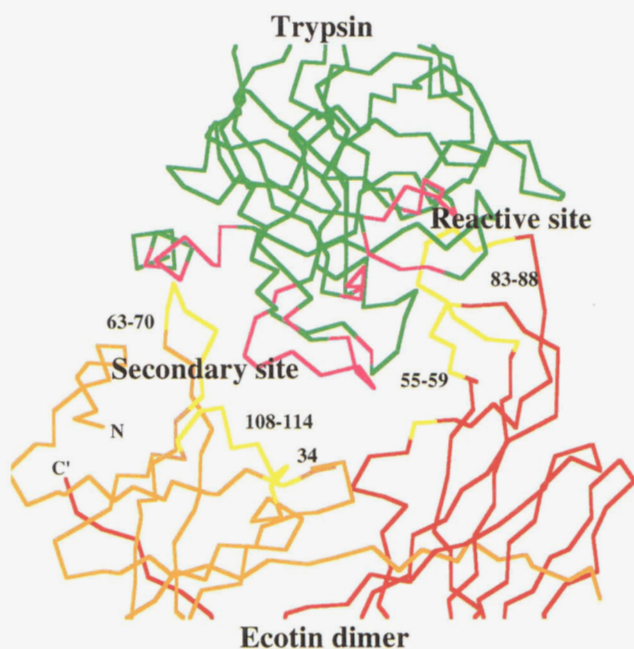 Trypsin
Reactive site
83-88
63-70
Secondary site
55-59
108-114
N
34
C'
Ecotin dimer